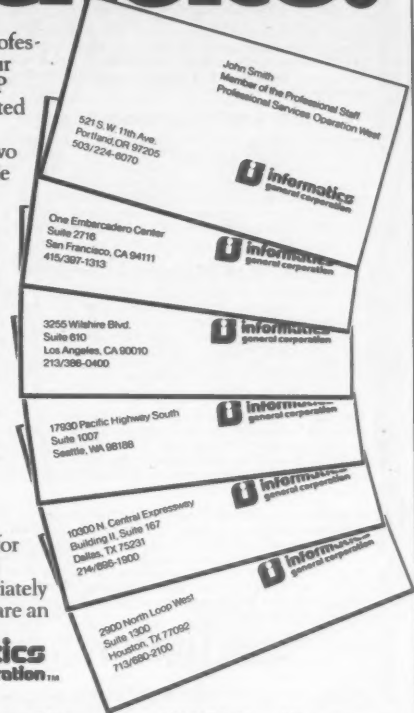 John Smith
Member of the Professional Staff
Professional Services Operation West
521 S.W. 11th Ave.
Portland, OR 97205
503/224-6070
informatics
general corporation
One Embarcadero Center
Suite 2716
San Francisco, CA 94111
415/397-1313
informatics
general corporation
3255 Wilshire Blvd.
Suite 610
Los Angeles, CA 90010
213/386-0400
informatics
general corporation
17930 Pacific Highway South
Suite 1007
Seattle, WA 98188
informatics
general corporation
10300 N. Central Expressway
Building II, Suite 167
Dallas, TX 75231
214/696-1900
informatics
general corporation
2900 North Loop West
Suite 1300
Houston, TX 77092
713/680-2100
informatics
general corporation